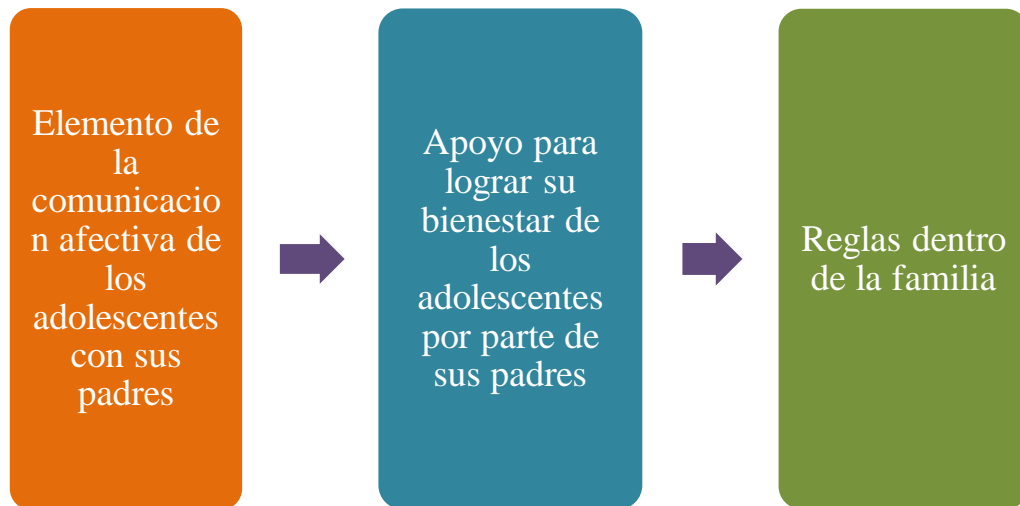 Elemento de
la
comunicacio
n afectiva de
los
adolescentes
con sus
padres
Apoyo para
lograr su
bienestar de
los
adolescentes
por parte de
sus padres
Reglas dentro
de la familia